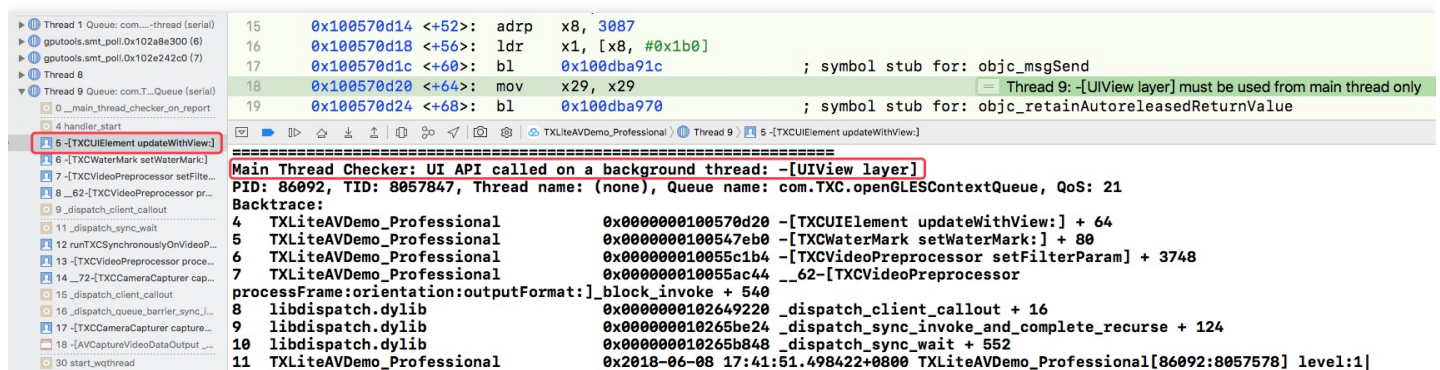 Thread 1 Queue: com....-thread (serial)
gputools.smt_poll.0x102a8e300 (6)
gputools.smt_poll.0x102e242c0 (7)
Thread 8
Thread 9 Queue: com.T...Queue (serial)
0 __main_thread_checker_on_report
4 handler_start
5 -[TXCUIElement updateWithView:]
6 -[TXCWaterMark setWaterMark:]
7 -[TXCVideoPreprocessor setFilte...
8 __62-[TXCVideoPreprocessor pr...
9 _dispatch_client_callout
11 _dispatch_sync_wait
12 runTXCSynchronouslyOnVideoP...
13 -[TXCVideoPreprocessor proce...
14 __72-[TXCCameraCapturer cap...
15 _dispatch_client_callout
16 _dispatch_queue_barrier_sync_i...
17 -[TXCCameraCapturer capture...
18 -[AVCaptureVideoDataOutput _...
30 start_wqthread
15 0x100570d14 <+52>: adrp x8, 3087
16 0x100570d18 <+56>: ldr x1, [x8, #0x1b0]
17 0x100570d1c <+60>: bl 0x100dba91c ; symbol stub for: objc_msgSend
18 0x100570d20 <+64>: mov x29, x29 = Thread 9: -[UIView layer] must be used from main thread only
19 0x100570d24 <+68>: bl 0x100dba970 ; symbol stub for: objc_retainAutoreleasedReturnValue
TXLiteAVDemo_Professional Thread 9 5 -[TXCUIElement updateWithView:]
=================================================================
Main Thread Checker: UI API called on a background thread: -[UIView layer]
PID: 86092, TID: 8057847, Thread name: (none), Queue name: com.TXC.openGLESContextQueue, QoS: 21
Backtrace:
4 TXLiteAVDemo_Professional 0x0000000100570d20 -[TXCUIElement updateWithView:] + 64
5 TXLiteAVDemo_Professional 0x0000000100547eb0 -[TXCWaterMark setWaterMark:] + 80
6 TXLiteAVDemo_Professional 0x000000010055c1b4 -[TXCVideoPreprocessor setFilterParam] + 3748
7 TXLiteAVDemo_Professional 0x000000010055ac44 __62-[TXCVideoPreprocessor
processFrame:orientation:outputFormat:]_block_invoke + 540
8 libdispatch.dylib 0x0000000102649220 _dispatch_client_callout + 16
9 libdispatch.dylib 0x000000010265be24 _dispatch_sync_invoke_and_complete_recurse + 124
10 libdispatch.dylib 0x000000010265b848 _dispatch_sync_wait + 552
11 TXLiteAVDemo_Professional 0x2018-06-08 17:41:51.498422+0800 TXLiteAVDemo_Professional[86092:8057578] level:1|